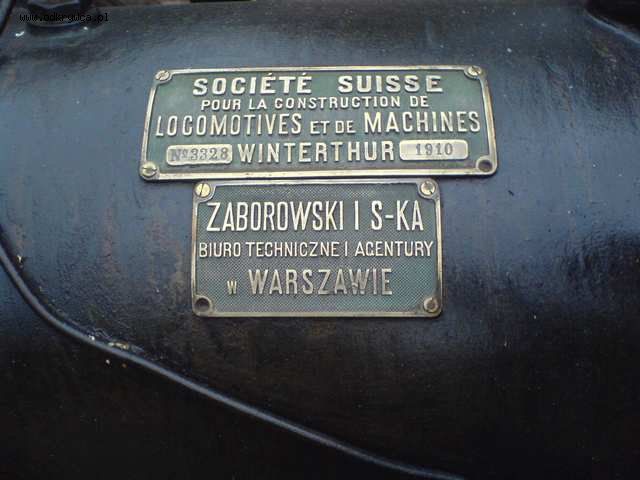 www.odkrywca.pl
SOCIÉTÉ SUISSE
POUR LA CONSTRUCTION DE
LOCOMOTIVES ET DE MACHINES
No 3328 WINTERTHUR 1910
ZABOROWSKI I S-KA
BIURO TECHNICZNE I AGENTURY
W WARSZAWIE